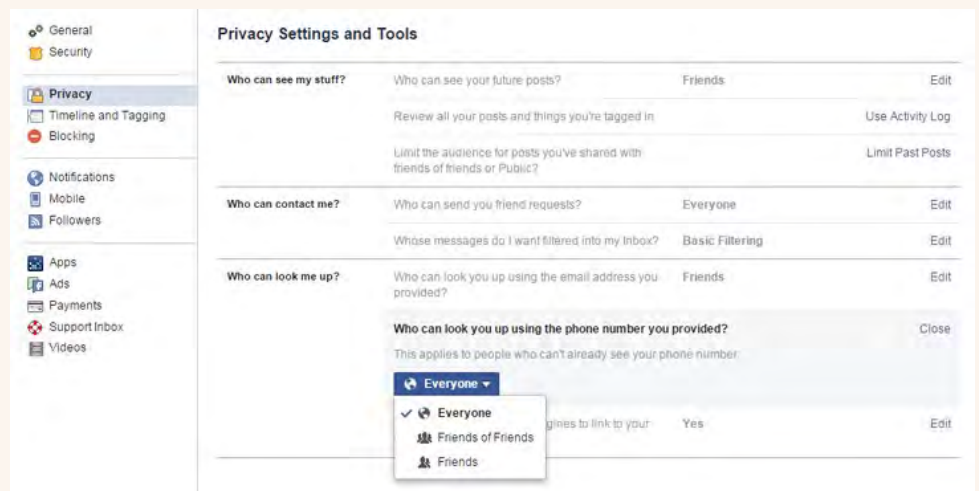 General
Security
Privacy
Timeline and Tagging
Blocking
Notifications
Mobile
Followers
Apps
Ads
Payments
Support Inbox
Videos
Privacy Settings and Tools
Who can see my stuff?
Who can see your future posts?
Friends
Edit
Review all your posts and things you're tagged in
Use Activity Log
Limit the audience for posts you've shared with
friends of friends or Public?
Limit Past Posts
Who can contact me?
Who can send you friend requests?
Everyone
Edit
Whose messages do I want filtered into my Inbox?
Basic Filtering
Edit
Who can look me up?
Who can look you up using the email address you
provided?
Friends
Edit
Who can look you up using the phone number you provided?
Close
This applies to people who can't already see your phone number.
Everyone
Everyone
Friends of Friends
Friends
gines to link to your
Yes
Edit